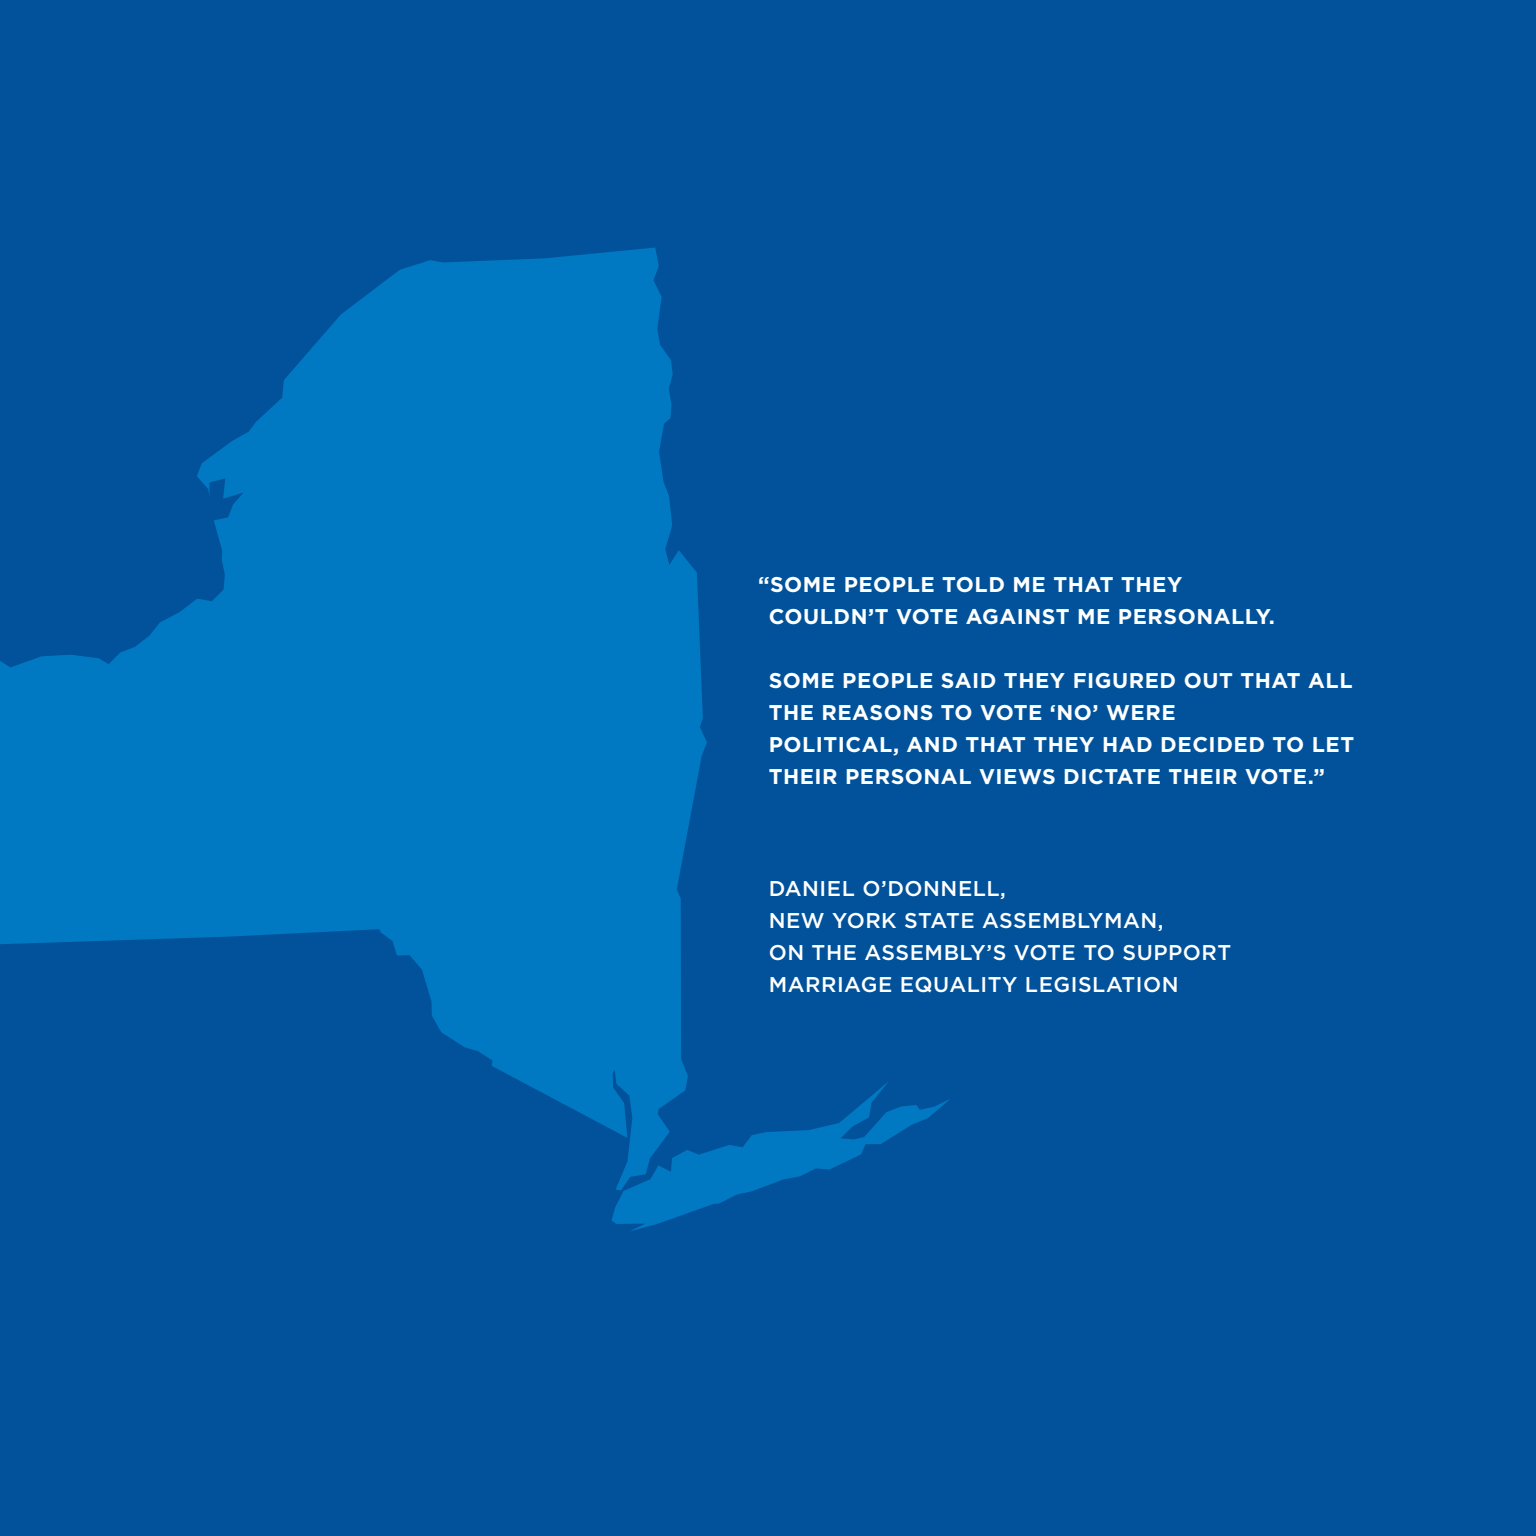 “SOME PEOPLE TOLD ME THAT THEY
COULDN’T VOTE AGAINST ME PERSONALLY.
SOME PEOPLE SAID THEY FIGURED OUT THAT ALL
THE REASONS TO VOTE ‘NO’ WERE
POLITICAL, AND THAT THEY HAD DECIDED TO LET
THEIR PERSONAL VIEWS DICTATE THEIR VOTE.”
DANIEL O’DONNELL,
NEW YORK STATE ASSEMBLYMAN,
ON THE ASSEMBLY’S VOTE TO SUPPORT
MARRIAGE EQUALITY LEGISLATION